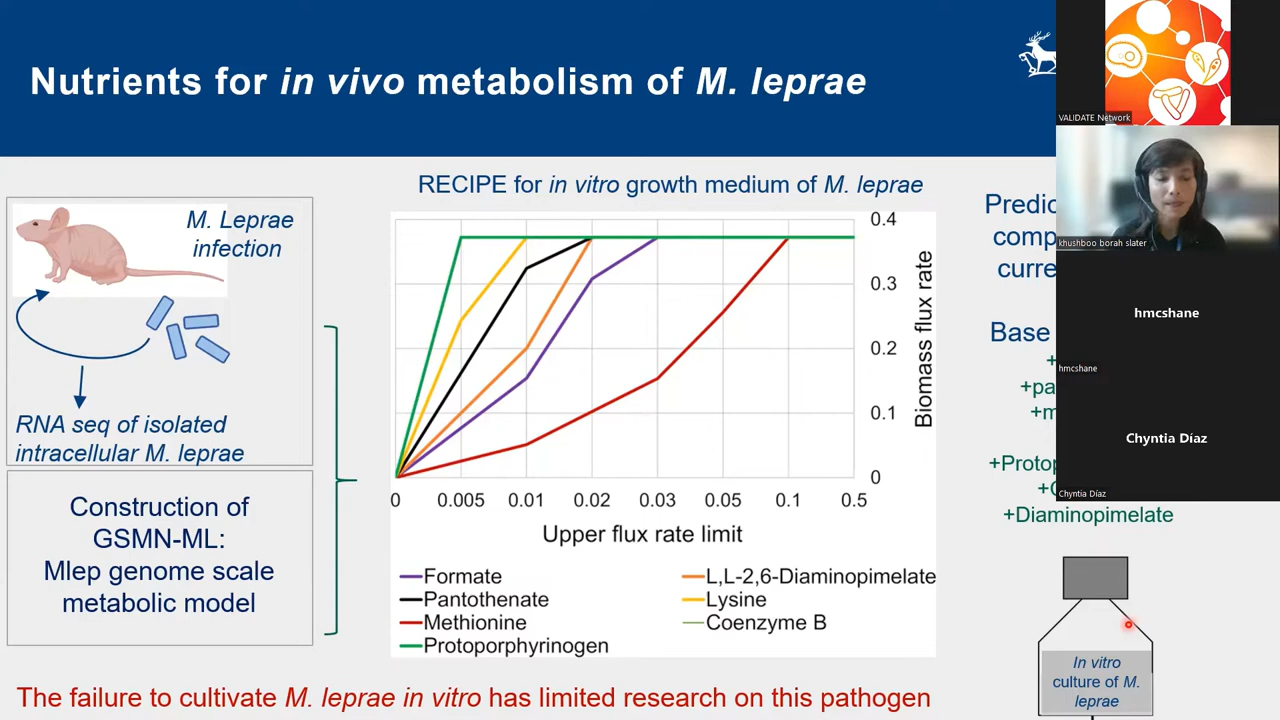 Nutrients for in vivo metabolism of M. leprae
M. Leprae
infection
RNA seq of isolated
intracellular M. leprae
Construction of
GSMN-ML:
Mlep genome scale
metabolic model
RECIPE for in vitro growth medium of M. leprae
0.4
0.3
0.2
0.1
0
Biomass flux rate
0 0.005 0.01 0.02 0.03 0.05 0.1 0.5
Upper flux rate limit
Formate
Pantothenate
Methionine
Protoporphyrinogen
L,L-2,6-Diaminopimelate
Lysine
Coenzyme B
Predic
comp
curre
Base
+
+pa
+m
+Protop
+C
+Diaminopimelate
In vitro
culture of M.
leprae
The failure to cultivate M. leprae in vitro has limited research on this pathogen
VALIDATE Network
khushboo borah slater
hmcshane
hmcshane
Chyntia Díaz
Chyntia Díaz